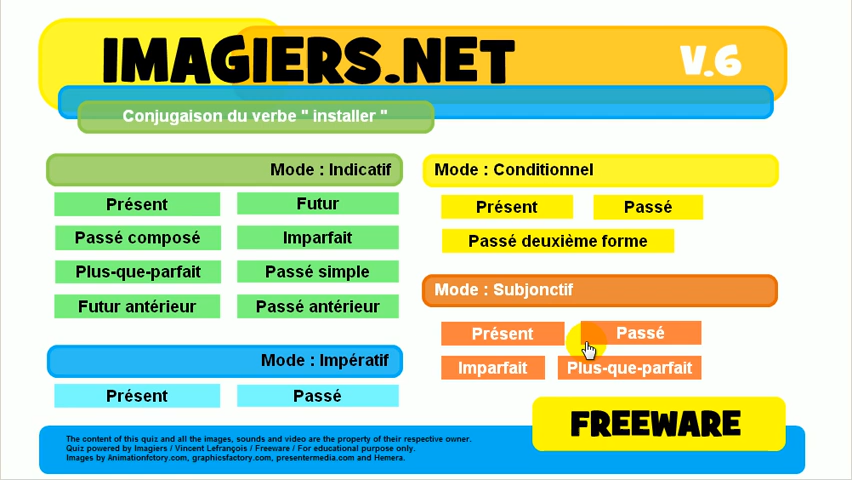 IMAGIERS.NET
V.6
Conjugaison du verbe " installer "
Mode : Indicatif
Présent
Futur
Passé composé
Imparfait
Plus-que-parfait
Passé simple
Futur antérieur
Passé antérieur
Mode : Impératif
Présent
Passé
Mode : Conditionnel
Présent
Passé
Passé deuxième forme
Mode : Subjonctif
Présent
Passé
Imparfait
Plus-que-parfait
FREEWARE
The content of this quiz and all the images, sounds and video are the property of their respective owner.
Quiz powered by Imagiers / Vincent Lefrançois / Freeware / For educational purpose only.
Images by Animationfctory.com, graphicsfactory.com, presentermedia.com and Hemera.